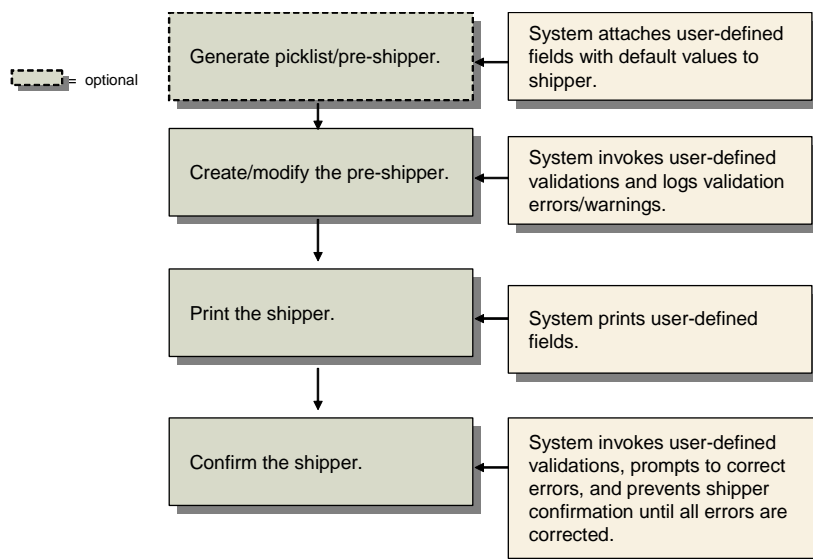 Generate picklist/pre-shipper.
System attaches user-defined
fields with default values to
shipper.
= optional
Create/modify the pre-shipper.
System invokes user-defined
validations and logs validation
errors/warnings.
Print the shipper.
System prints user-defined
fields.
Confirm the shipper.
System invokes user-defined
validations, prompts to correct
errors, and prevents shipper
confirmation until all errors are
corrected.